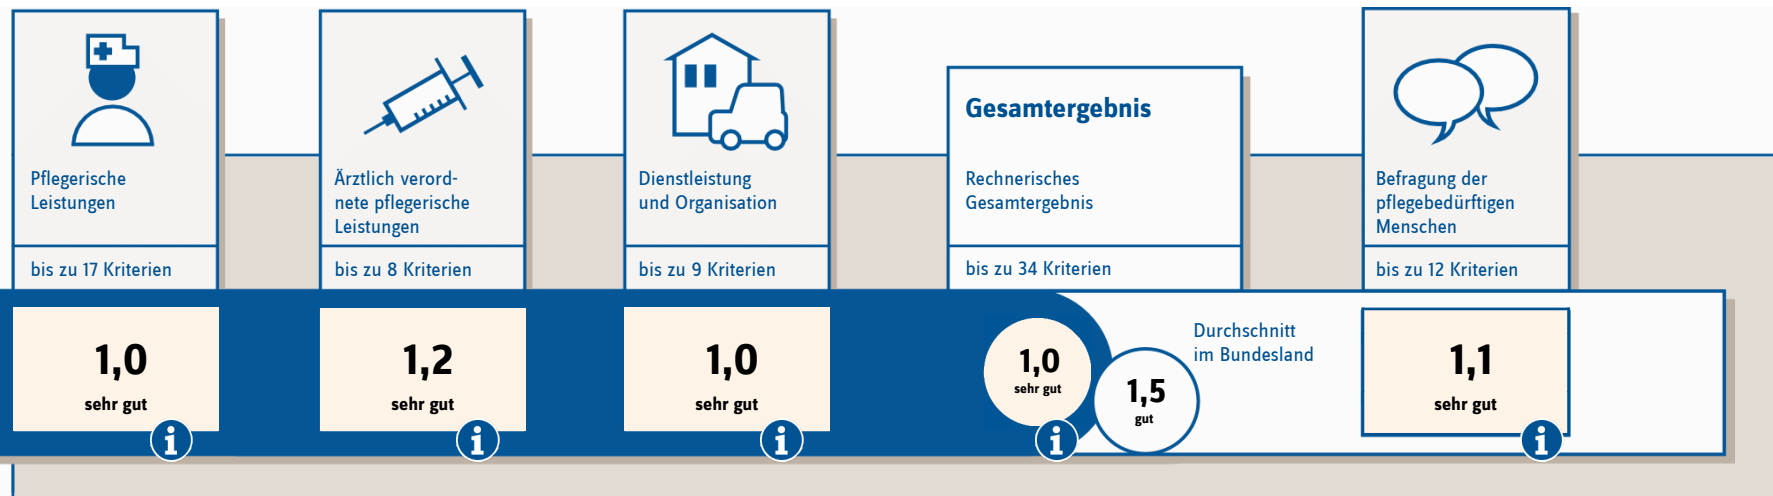 Pflegerische
Leistungen
bis zu 17 Kriterien
1,0
sehr gut
Ärztlich verord-
nete pflegerische
Leistungen
bis zu 8 Kriterien
1,2
sehr gut
Dienstleistung
und Organisation
bis zu 9 Kriterien
1,0
sehr gut
Gesamtergebnis
Rechnerisches
Gesamtergebnis
bis zu 34 Kriterien
1,0
sehr gut
1,5
gut
Durchschnitt
im Bundesland
Befragung der
pflegebedürftigen
Menschen
bis zu 12 Kriterien
1,1
sehr gut